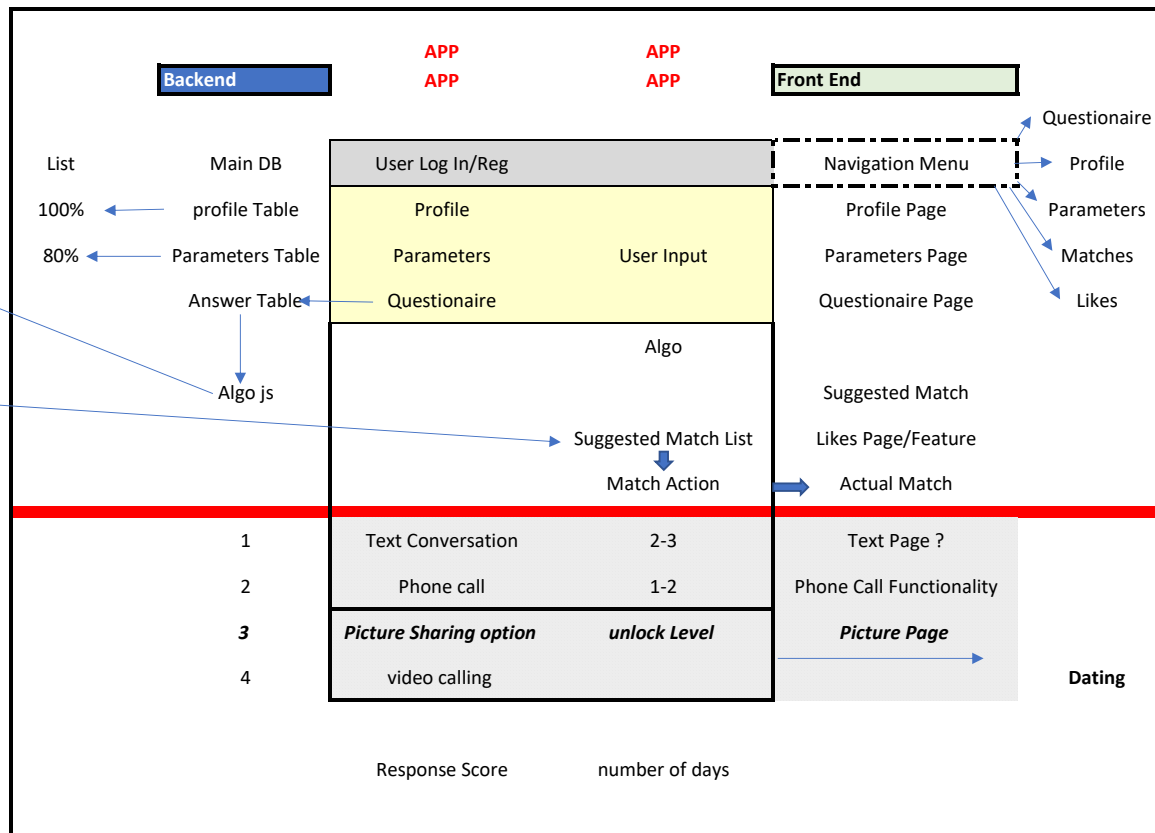 APP APP
Backend APP APP Front End
Questionaire
List Main DB User Log In/Reg Navigation Menu Profile
100% profile Table Profile Profile Page Parameters
80% Parameters Table Parameters User Input Parameters Page Matches
Answer Table Questionaire Questionaire Page Likes
Algo
Algo js Suggested Match
Suggested Match List Likes Page/Feature
Match Action Actual Match
1 Text Conversation 2-3 Text Page ?
2 Phone call 1-2 Phone Call Functionality
3 Picture Sharing option unlock Level Picture Page
4 video calling Dating
Response Score number of days